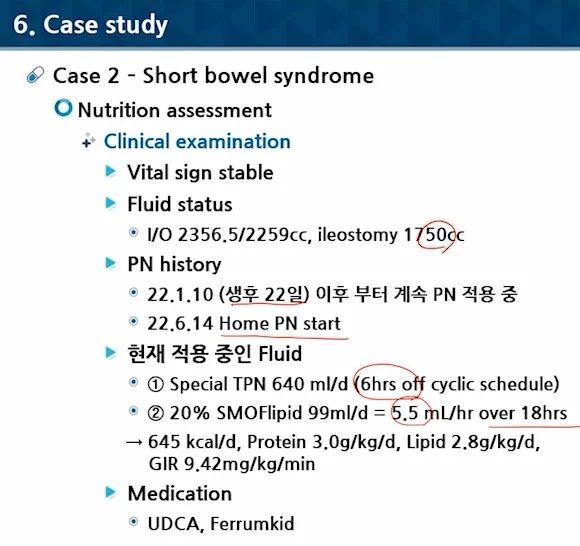 6. Case study
Case 2 - Short bowel syndrome
Nutrition assessment
Clinical examination
Vital sign stable
Fluid status
I/O 2356.5/2259cc, ileostomy 1750cc
PN history
22.1.10 (생후 22일) 이후 부터 계속 PN 적용 중
22.6.14 Home PN start
현재 적용 중인 Fluid
① Special TPN 640 ml/d (6hrs off cyclic schedule)
② 20% SMOFlipid 99ml/d = 5.5 mL/hr over 18hrs
→ 645 kcal/d, Protein 3.0g/kg/d, Lipid 2.8g/kg/d,
GIR 9.42mg/kg/min
Medication
UDCA, Ferrumkid